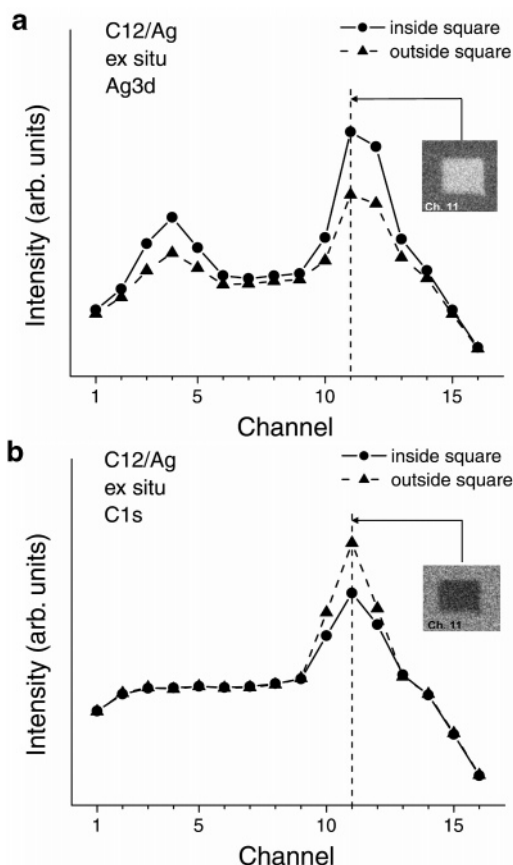 a
C12/Ag
ex situ
Ag3d
inside square
outside square
Ch. 11
Intensity (arb. units)
1 5 10 15
Channel
b
C12/Ag
ex situ
C1s
inside square
outside square
Ch. 11
Intensity (arb. units)
1 5 10 15
Channel